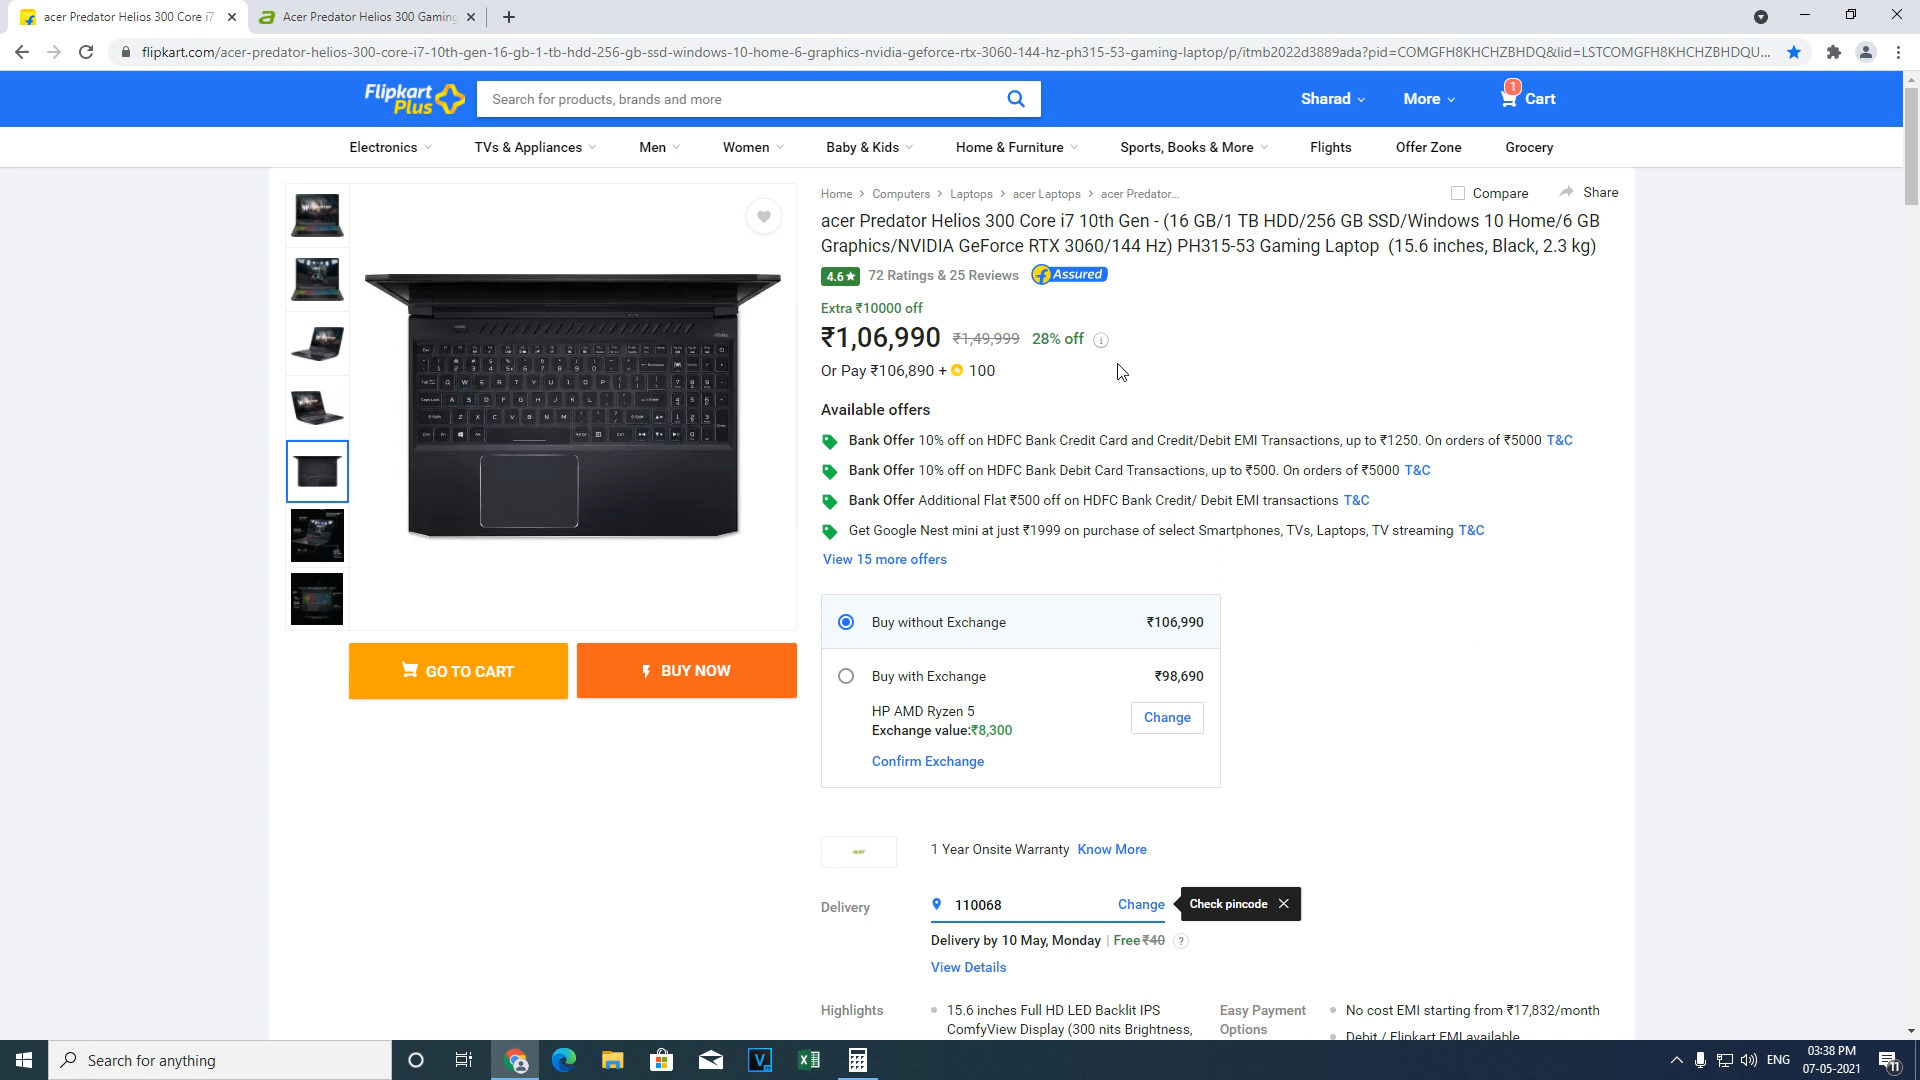 acer Predator Helios 300 Core i7
Acer Predator Helios 300 Gaming
flipkart.com/acer-predator-helios-300-core-i7-10th-gen-16-gb-1-tb-hdd-256-gb-ssd-windows-10-home-6-graphics-nvidia-geforce-rtx-3060-144-hz-ph315-53-gaming-laptop/p/itmb2022d3889ada?pid=COMGFH8KHCHZBHDQ&lid=LSTCOMGFH8KHCHZBHDQU...
Flipkart
Plus
Search for products, brands and more
Sharad
More
1
Cart
Electronics
TVs & Appliances
Men
Women
Baby & Kids
Home & Furniture
Sports, Books & More
Flights
Offer Zone
Grocery
Home > Computers > Laptops > acer Laptops > acer Predator...
Compare
Share
acer Predator Helios 300 Core i7 10th Gen - (16 GB/1 TB HDD/256 GB SSD/Windows 10 Home/6 GB
Graphics/NVIDIA GeForce RTX 3060/144 Hz) PH315-53 Gaming Laptop (15.6 inches, Black, 2.3 kg)
4.6★ 72 Ratings & 25 Reviews Assured
Extra ₹10000 off
₹1,06,990 ₹1,49,999 28% off
Or Pay ₹106,890 + 100
Available offers
Bank Offer 10% off on HDFC Bank Credit Card and Credit/Debit EMI Transactions, up to ₹1250. On orders of ₹5000 T&C
Bank Offer 10% off on HDFC Bank Debit Card Transactions, up to ₹500. On orders of ₹5000 T&C
Bank Offer Additional Flat ₹500 off on HDFC Bank Credit/ Debit EMI transactions T&C
Get Google Nest mini at just ₹1999 on purchase of select Smartphones, TVs, Laptops, TV streaming T&C
View 15 more offers
GO TO CART
BUY NOW
Buy without Exchange ₹106,990
Buy with Exchange ₹98,690
HP AMD Ryzen 5
Exchange value:₹8,300
Change
Confirm Exchange
acer
1 Year Onsite Warranty Know More
Delivery
110068
Change
Check pincode
Delivery by 10 May, Monday | Free ₹40 ?
View Details
Highlights
15.6 inches Full HD LED Backlit IPS
ComfyView Display (300 nits Brightness,
Easy Payment
Options
No cost EMI starting from ₹17,832/month
Debit / Flipkart EMI available
Search for anything
ENG
03:38 PM
07-05-2021
11